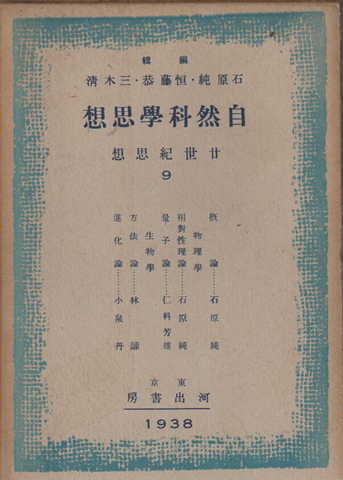 編輯
石原純・恒藤恭・三木清
自然科學思想
廿世紀思想
9
概論……石原純
物理學
相對性理論……石原純
量子論……仁科芳雄
生物學
方法論……林髞
進化論……小泉丹
東京
河出書房
1938